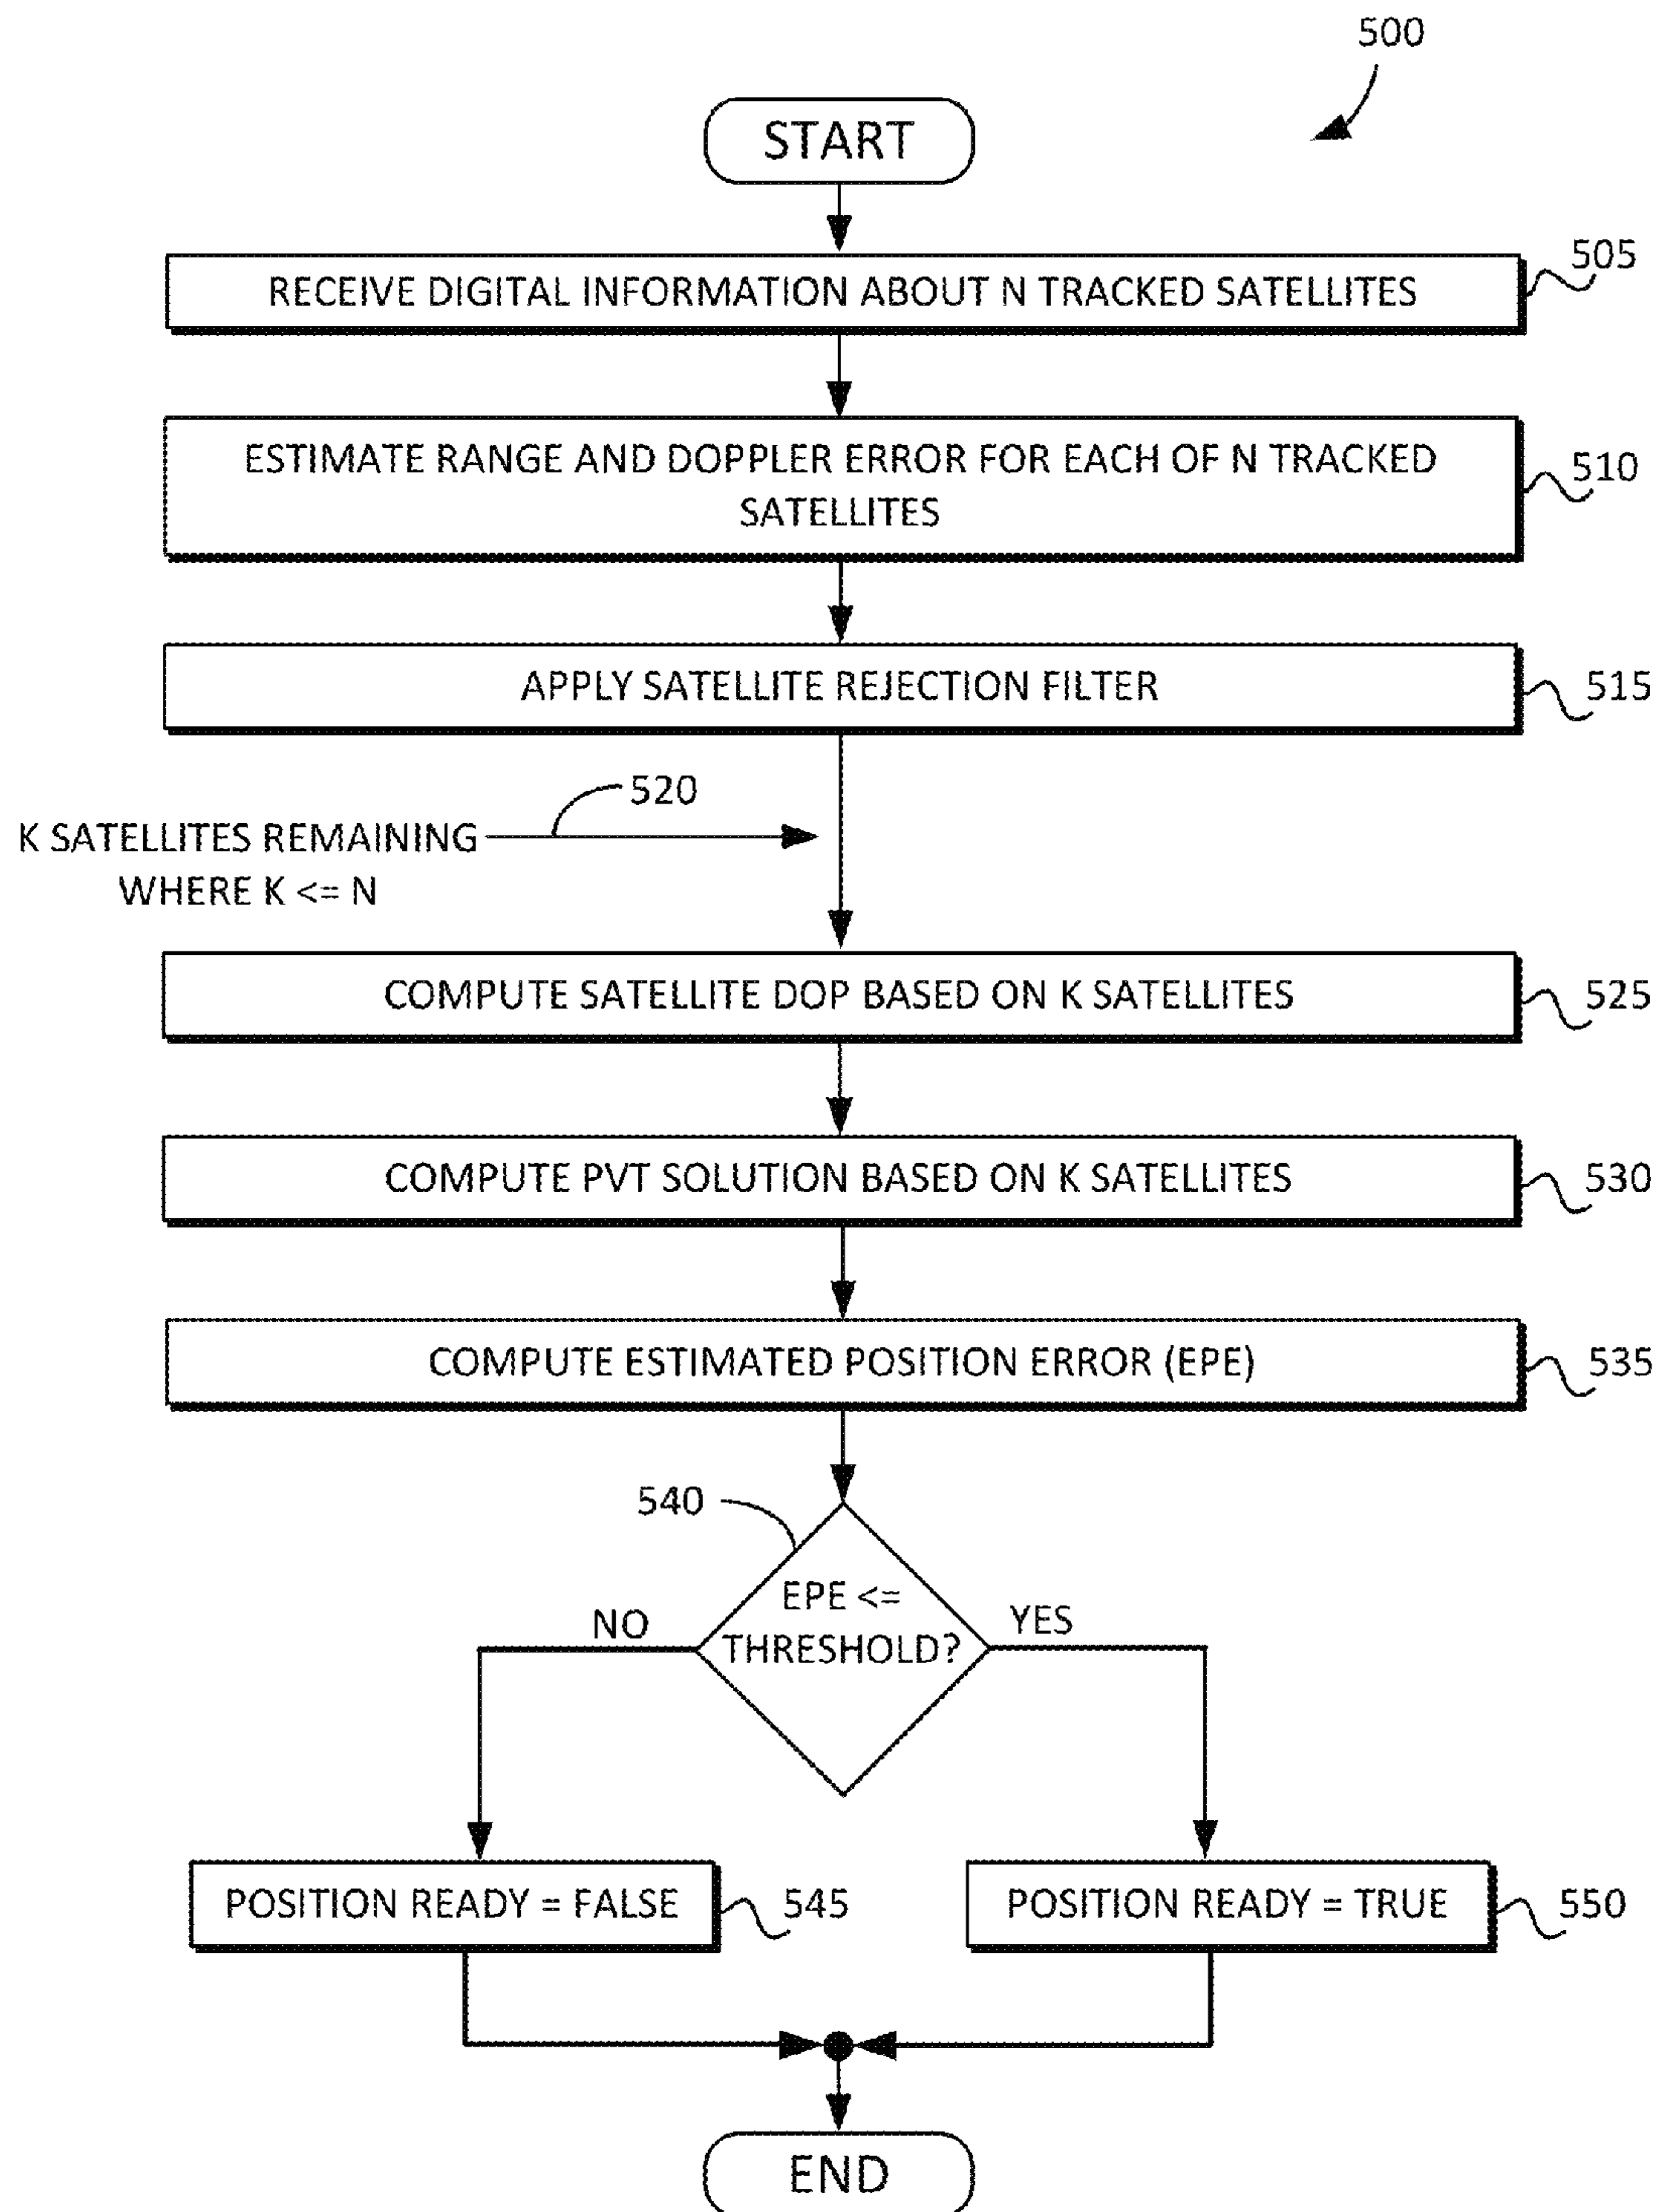 500
START
RECEIVE DIGITAL INFORMATION ABOUT N TRACKED SATELLITES
505
ESTIMATE RANGE AND DOPPLER ERROR FOR EACH OF N TRACKED
SATELLITES
510
APPLY SATELLITE REJECTION FILTER
515
520
K SATELLITES REMAINING
WHERE K <= N
COMPUTE SATELLITE DOP BASED ON K SATELLITES
525
COMPUTE PVT SOLUTION BASED ON K SATELLITES
530
COMPUTE ESTIMATED POSITION ERROR (EPE)
535
540
EPE <=
THRESHOLD?
NO
YES
POSITION READY = FALSE
545
POSITION READY = TRUE
550
END